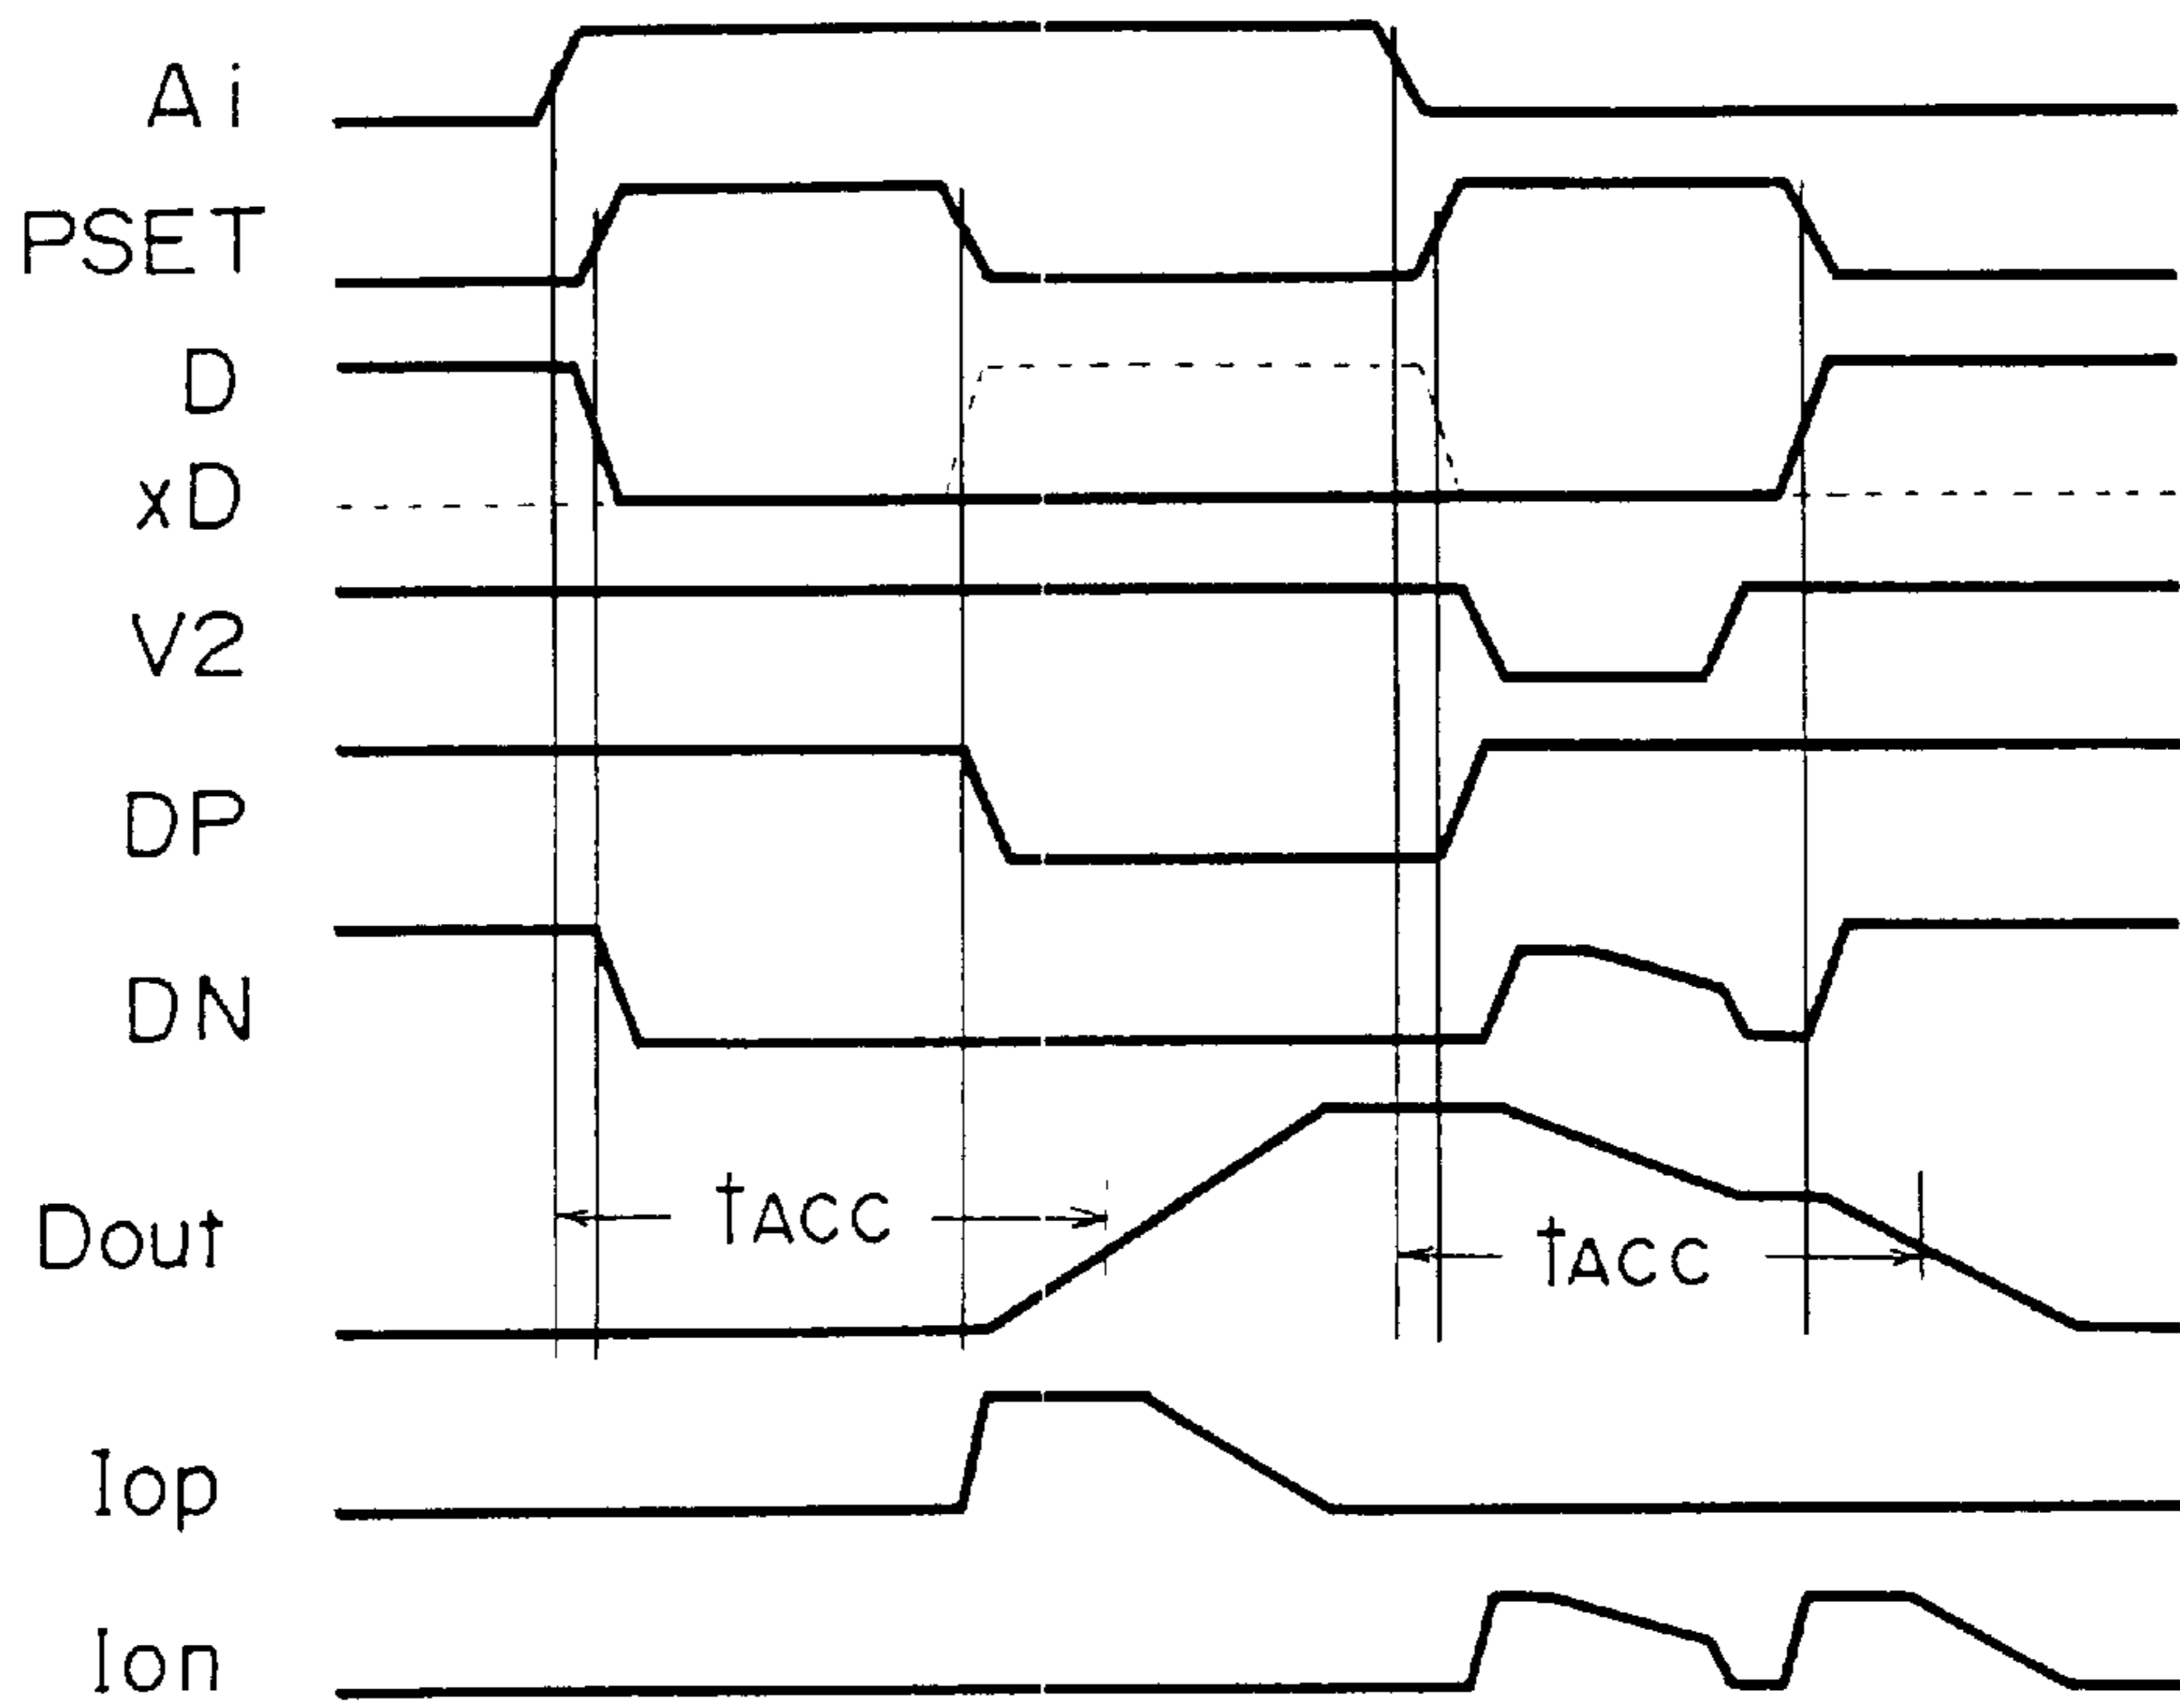 Ai
PSET
D
xD
V2
DP
DN
Dout tACC tACC
Iop
Ion